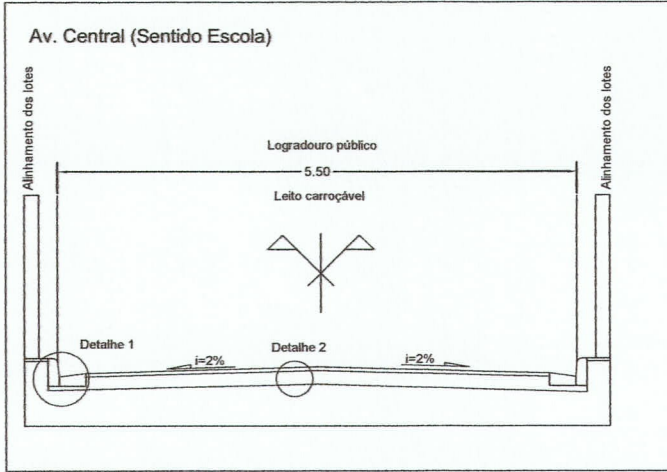 Av. Central (Sentido Escola)
Alinhamento dos lotes
Alinhamento dos lotes
Logradouro público
5.50
Leito carroçável
Detalhe 1
i=2%
Detalhe 2
i=2%